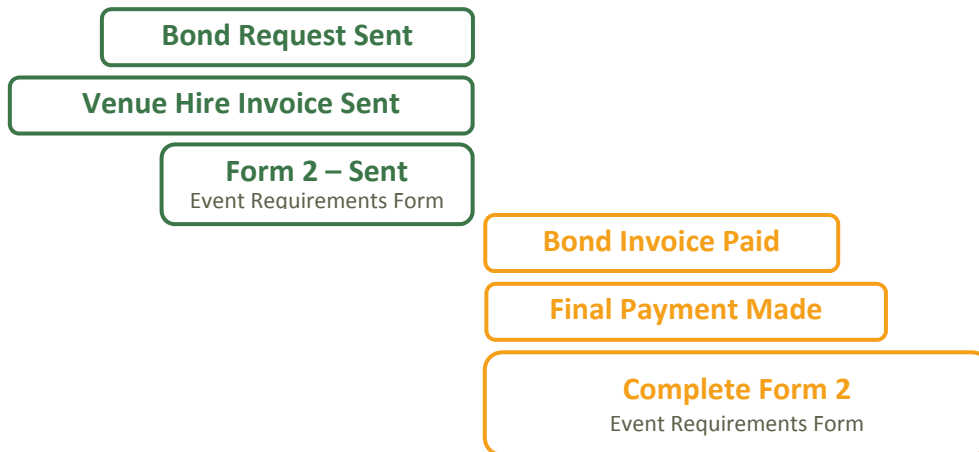 Bond Request Sent
Venue Hire Invoice Sent
Form 2 – Sent
Event Requirements Form
Bond Invoice Paid
Final Payment Made
Complete Form 2
Event Requirements Form